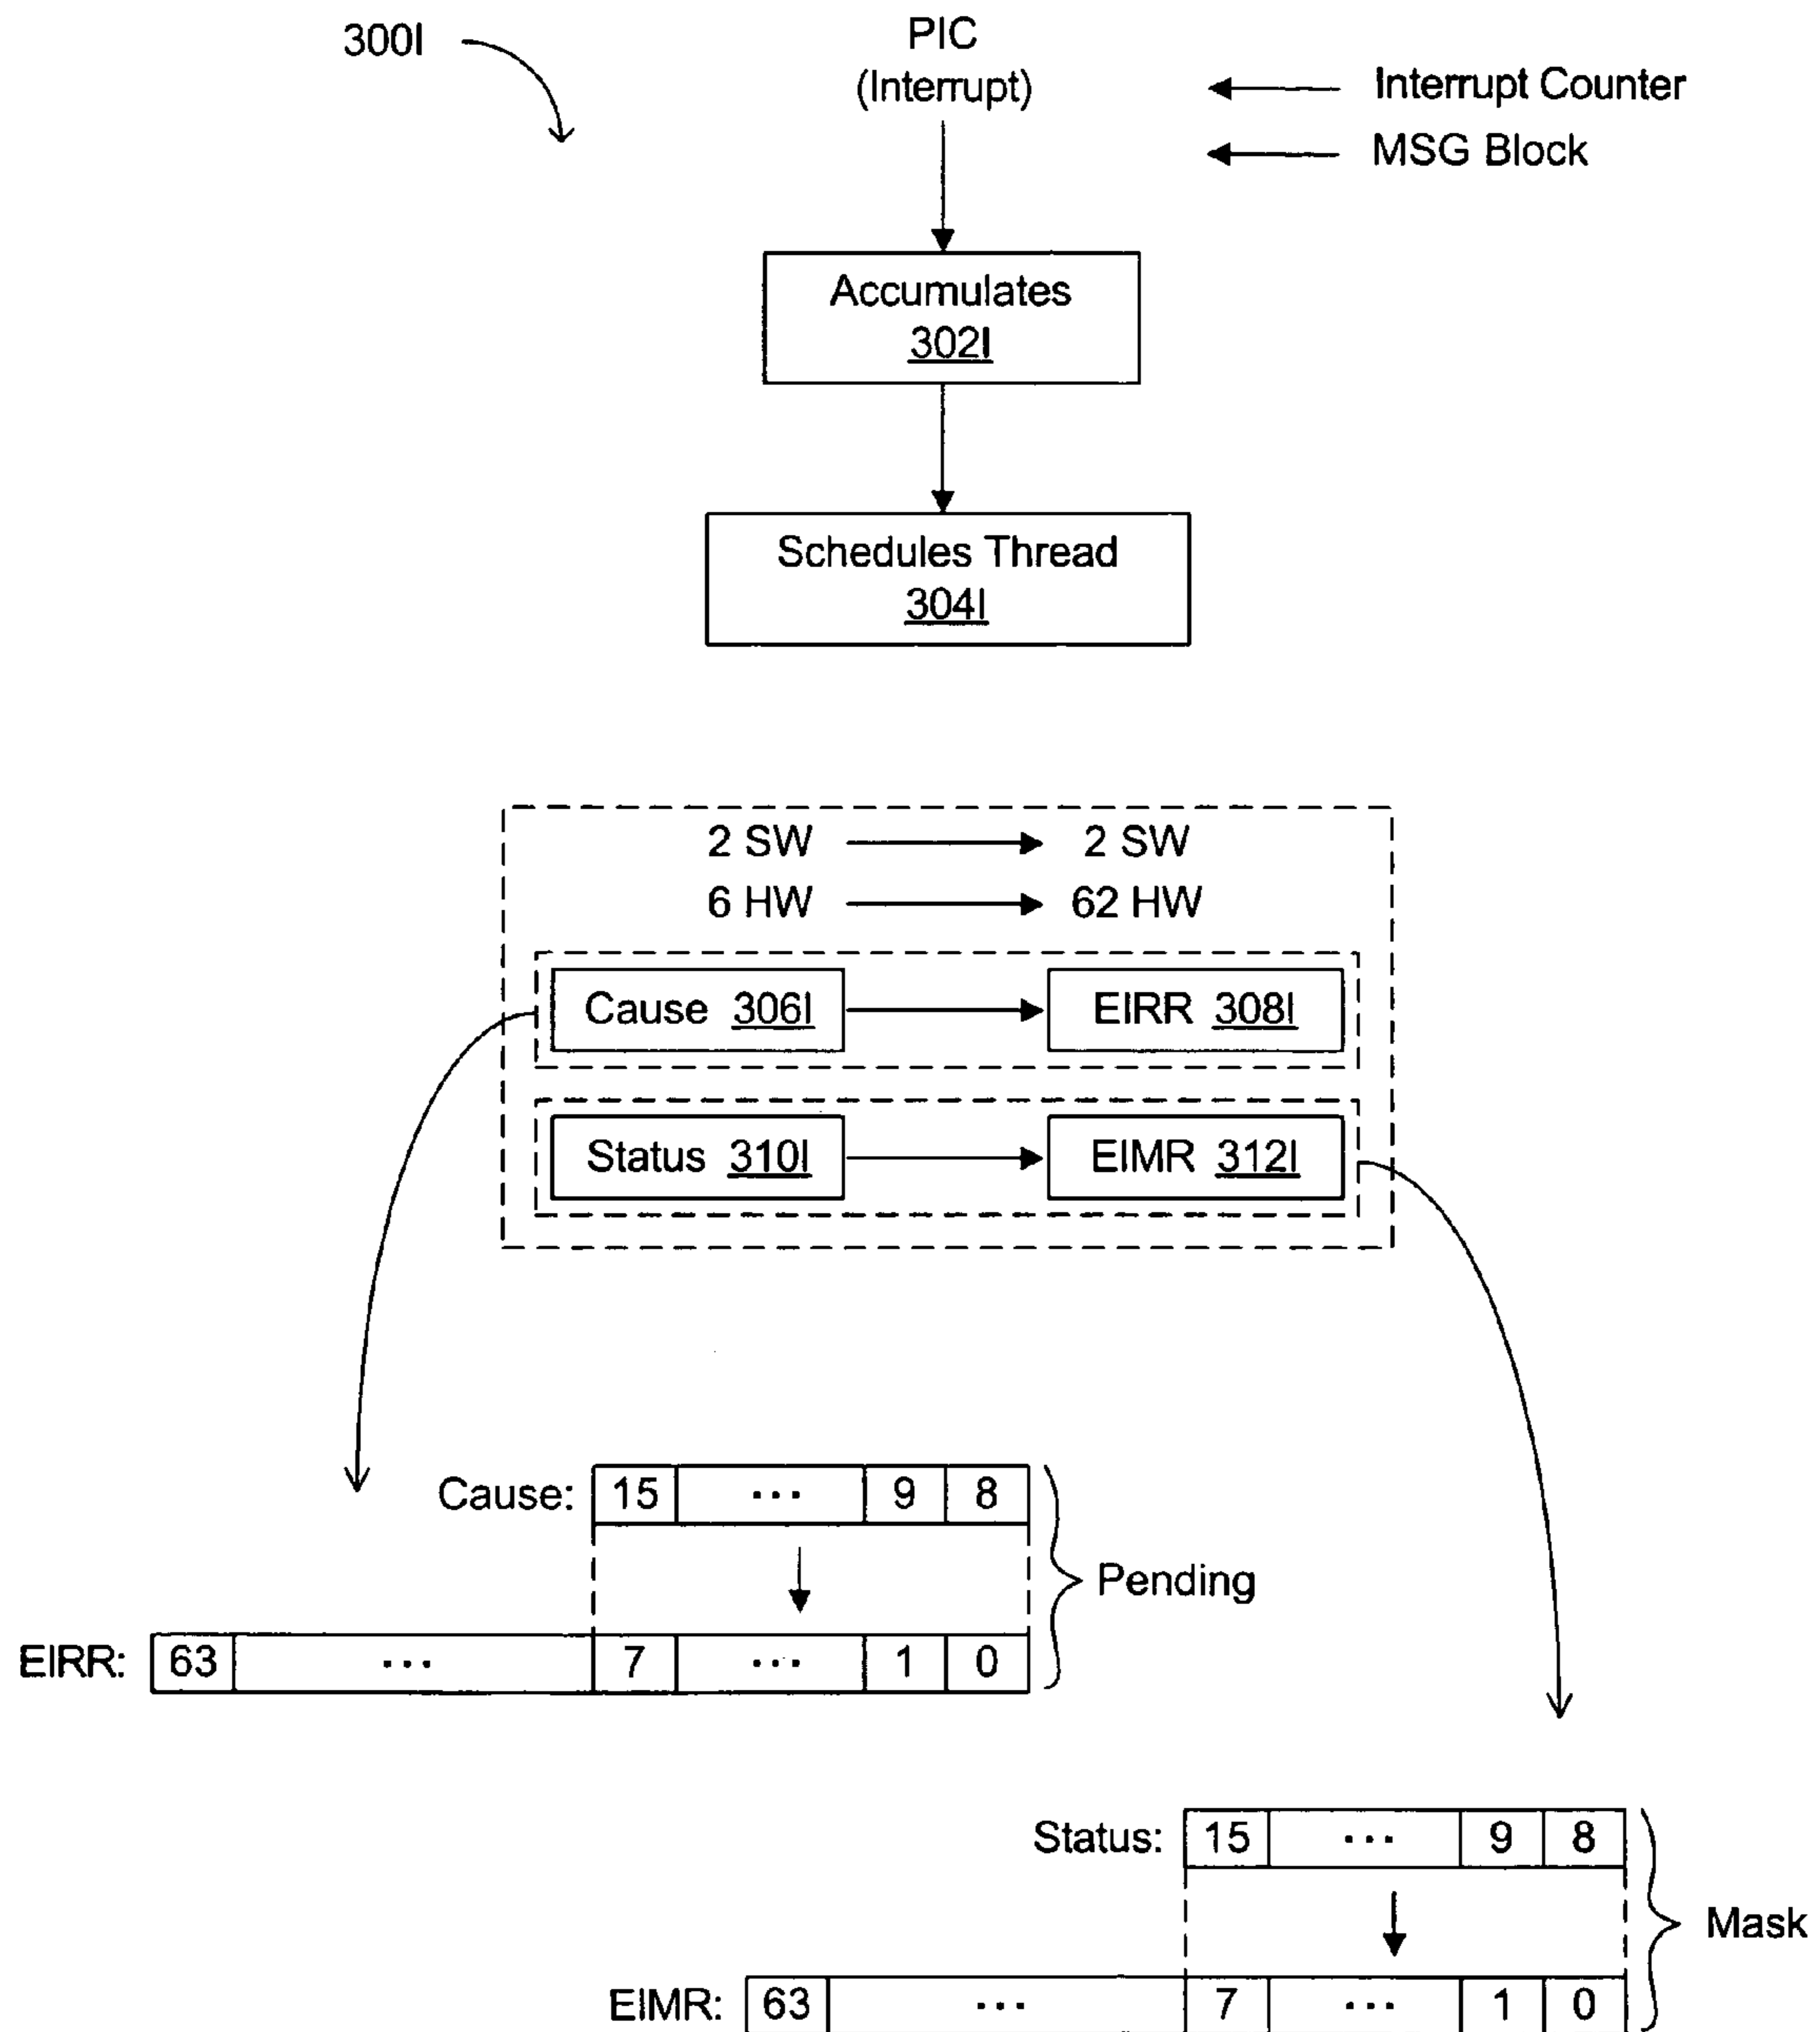 300I
PIC
(Interrupt)
Interrupt Counter
MSG Block
Accumulates
302I
Schedules Thread
304I
2 SW 2 SW
6 HW 62 HW
Cause 306I EIRR 308I
Status 310I EIMR 312I
Cause: 15 ... 9 8
Pending
EIRR: 63 ... 7 ... 1 0
Status: 15 ... 9 8
Mask
EIMR: 63 ... 7 ... 1 0